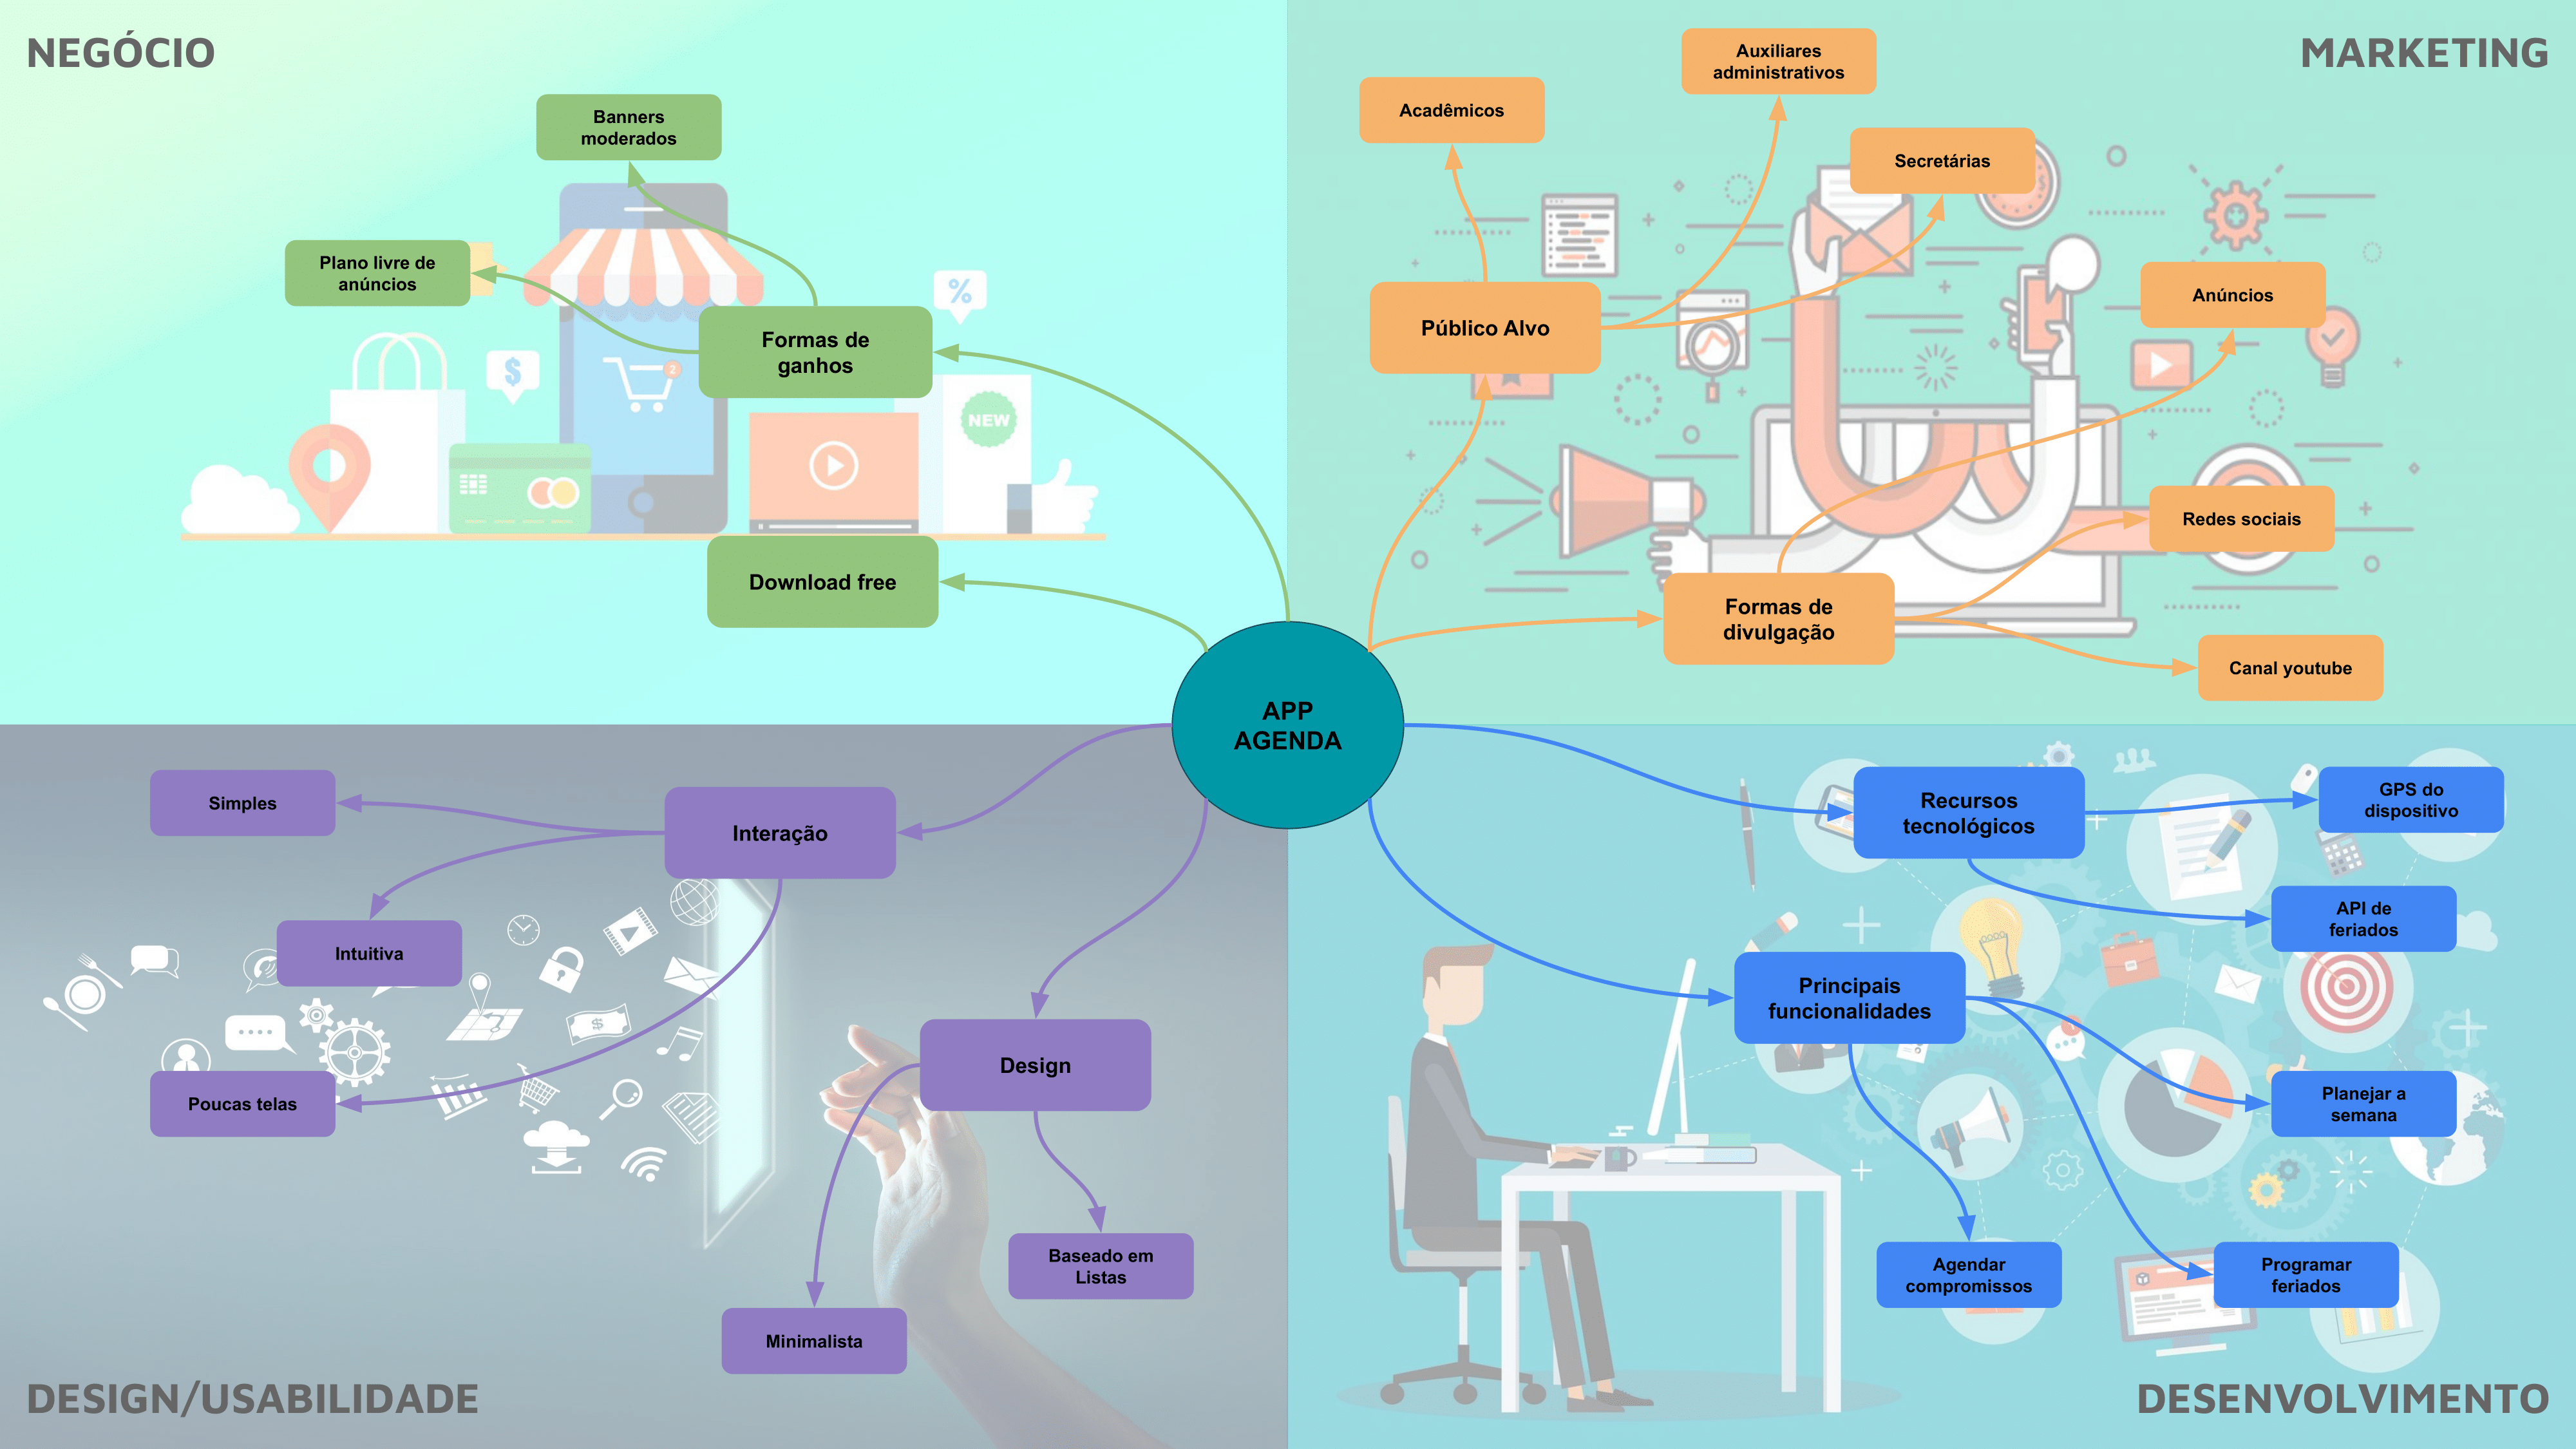 NEGÓCIO
Banners
moderados
Plano livre de
anúncios
Formas de
ganhos
%
$
2
NEW
Download free
MARKETING
Auxiliares
administrativos
Acadêmicos
Secretárias
Público Alvo
Anúncios
Redes sociais
Formas de
divulgação
Canal youtube
APP
AGENDA
Simples
Interação
Intuitiva
$
Poucas telas
Design
Baseado em
Listas
Minimalista
DESIGN/USABILIDADE
Recursos
tecnológicos
GPS do
dispositivo
API de
feriados
Principais
funcionalidades
Planejar a
semana
Agendar
compromissos
Programar
feriados
DESENVOLVIMENTO